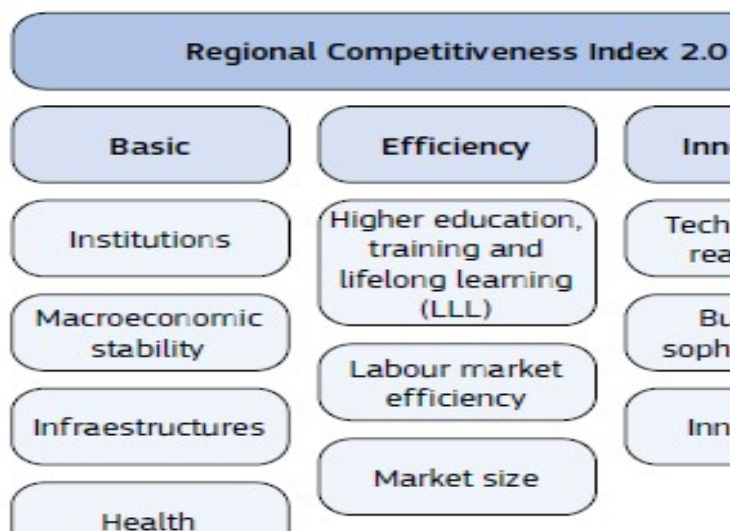 Regional Competitiveness Index 2.0
Basic
Efficiency
Institutions
Higher education,
training and
lifelong learning
(LLL)
Macroeconomic
stability
Labour market
efficiency
Infraestructures
Market size
Health